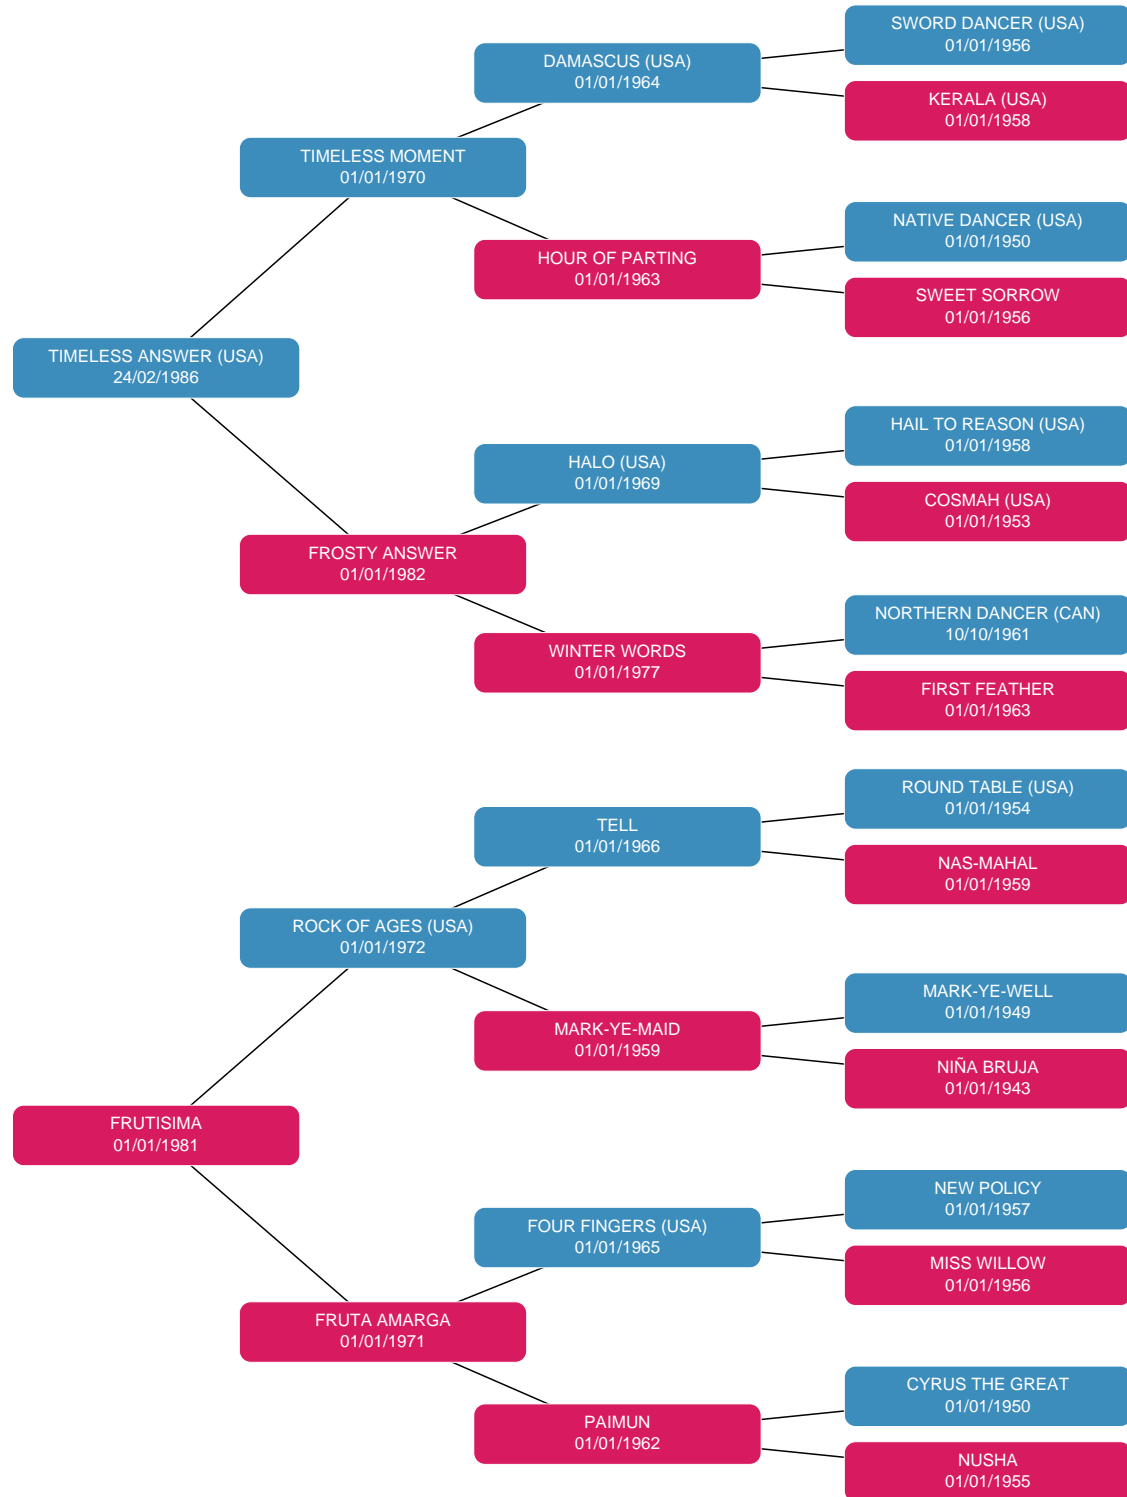 SWORD DANCER (USA)
01/01/1956
DAMASCUS (USA)
01/01/1964
KERALA (USA)
01/01/1958
TIMELESS MOMENT
01/01/1970
NATIVE DANCER (USA)
01/01/1950
HOUR OF PARTING
01/01/1963
SWEET SORROW
01/01/1956
TIMELESS ANSWER (USA)
24/02/1986
HAIL TO REASON (USA)
01/01/1958
HALO (USA)
01/01/1969
COSMAH (USA)
01/01/1953
FROSTY ANSWER
01/01/1982
NORTHERN DANCER (CAN)
10/10/1961
WINTER WORDS
01/01/1977
FIRST FEATHER
01/01/1963
ROUND TABLE (USA)
01/01/1954
TELL
01/01/1966
NAS-MAHAL
01/01/1959
ROCK OF AGES (USA)
01/01/1972
MARK-YE-WELL
01/01/1949
MARK-YE-MAID
01/01/1959
NIÑA BRUJA
01/01/1943
FRUTISIMA
01/01/1981
NEW POLICY
01/01/1957
FOUR FINGERS (USA)
01/01/1965
MISS WILLOW
01/01/1956
FRUTA AMARGA
01/01/1971
CYRUS THE GREAT
01/01/1950
PAIMUN
01/01/1962
NUSHA
01/01/1955